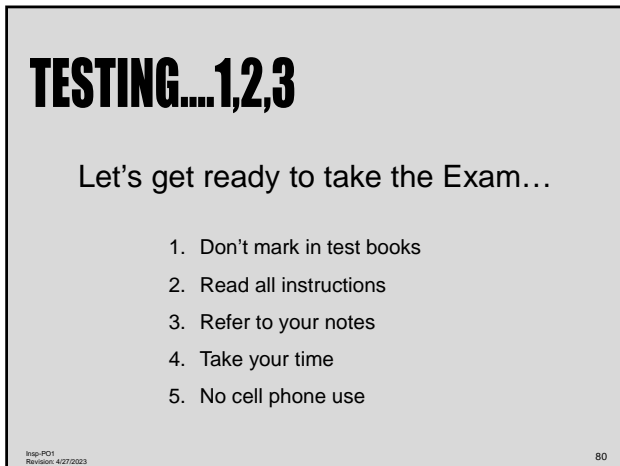 TESTING....1,2,3
Let's get ready to take the Exam…
1. Don't mark in test books
2. Read all instructions
3. Refer to your notes
4. Take your time
5. No cell phone use
Insp-PO1
Revision: 4/27/2023
80